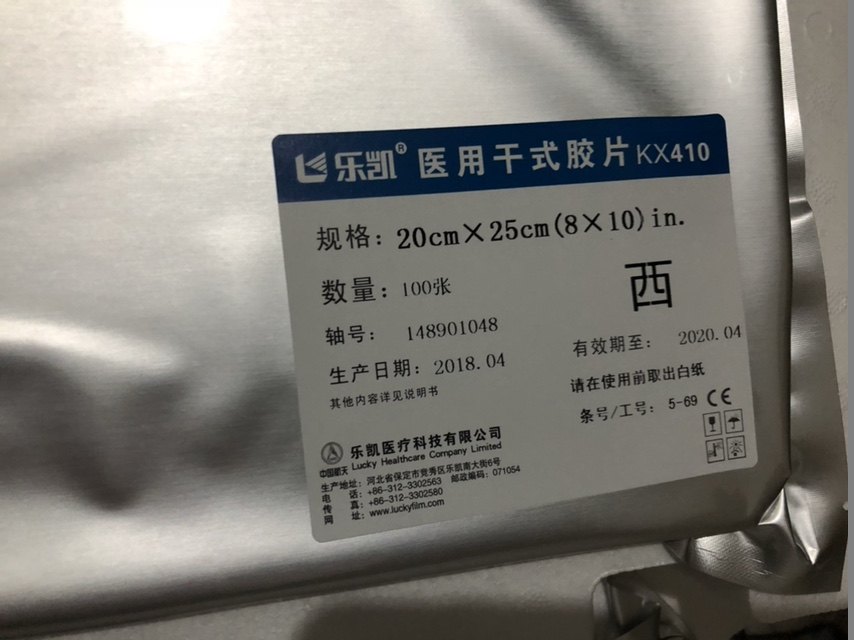 乐凯® 医用干式胶片 KX410
规格：20cm×25cm(8×10)in.
数量：100张
西
轴号：148901048
生产日期：2018.04
有效期至：2020.04
其他内容详见说明书
请在使用前取出白纸
条号/工号：5-69 CE
中国航天
乐凯医疗科技有限公司
Lucky Healthcare Company Limited
生产地址：河北省保定市竞秀区乐凯南大街6号
电 话：+86-312-3302563 邮政编码：071054
传 真：+86-312-3302580
网 址：www.luckyfilm.com